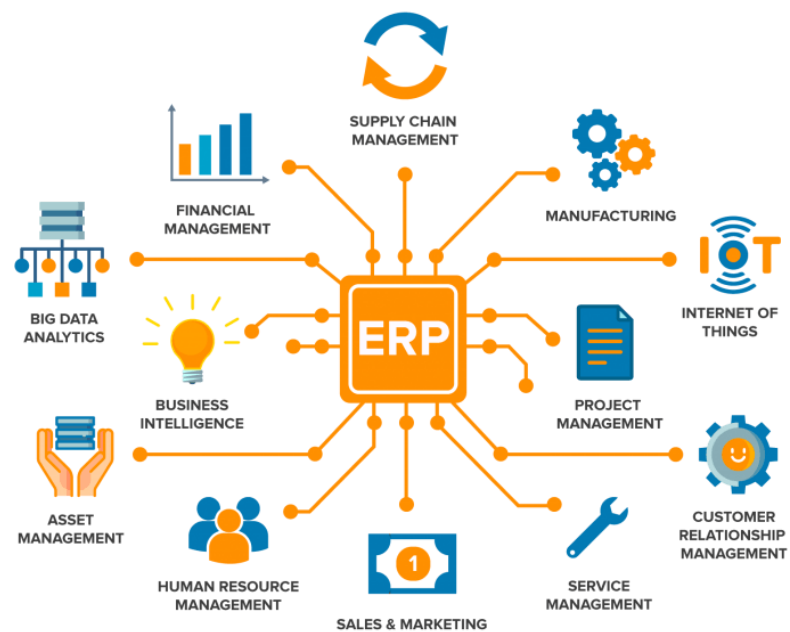 SUPPLY CHAIN
MANAGEMENT
FINANCIAL
MANAGEMENT
MANUFACTURING
IOT
BIG DATA
ANALYTICS
INTERNET OF
THINGS
ERP
BUSINESS
INTELLIGENCE
PROJECT
MANAGEMENT
ASSET
MANAGEMENT
CUSTOMER
RELATIONSHIP
MANAGEMENT
HUMAN RESOURCE
MANAGEMENT
1
SALES & MARKETING
SERVICE
MANAGEMENT